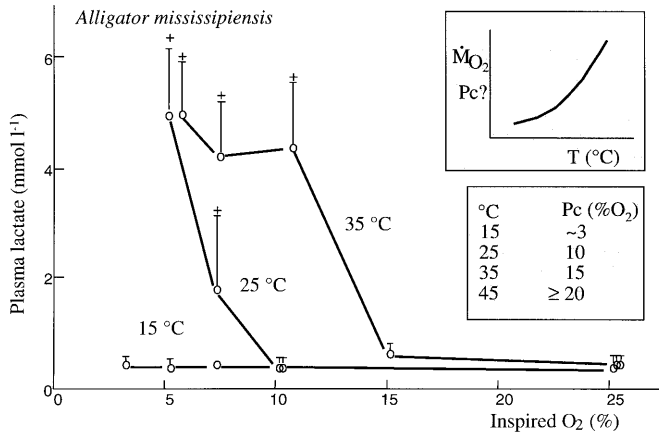 Alligator mississipiensis
6
4
2
0
Plasma lactate (mmol l-1)
0
5
10
15
20
25
Inspired O2 (%)
15 °C
25 °C
35 °C
ṀO2
Pc?
T (°C)
°C Pc (%O2)
15 ~3
25 10
35 15
45 ≥ 20